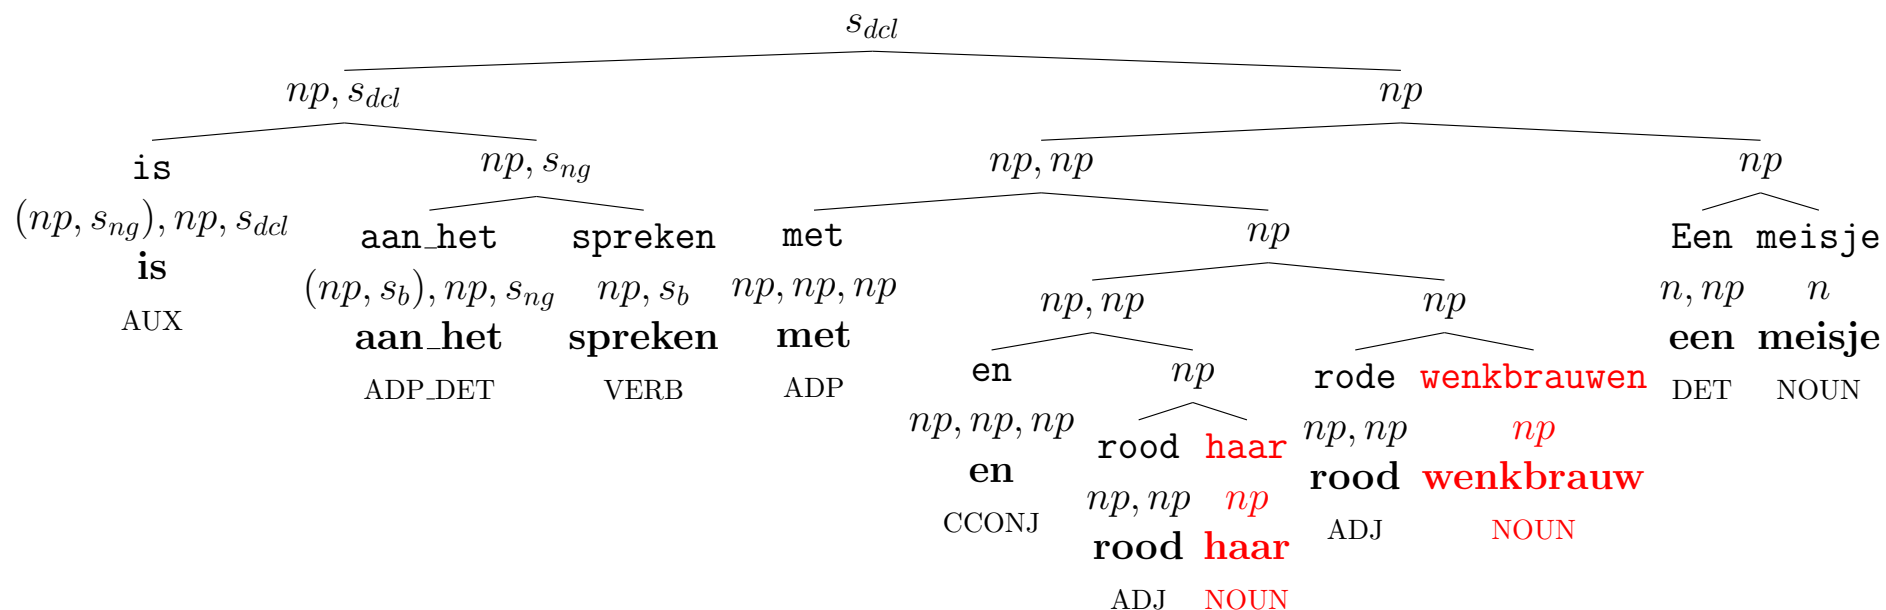 s_dcl
np, s_dcl np
is np, s_ng np, np np
(np, s_ng), np, s_dcl aan_het spreken met np Een meisje
is (np, s_b), np, s_ng np, s_b np, np, np np, np np n, np n
AUX aan_het spreken met een meisje
ADP_DET VERB ADP en np rode wenkbrauwen DET NOUN
np, np, np rood haar np, np np
en np, np np rood wenkbrauw
CCONJ rood haar ADJ NOUN
ADJ NOUN